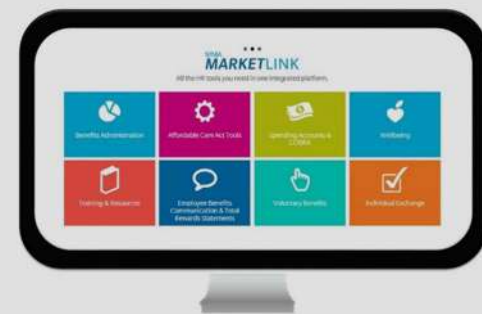 MARKETLINK
All the HR tools you need in one integrated platform.
Benefits Administration
Affordable Care Act Tools
Spending Accounts &
COBRA
Wellbeing
Training & Resources
Employee Benefits
Communication & Total
Rewards Statements
Voluntary Benefits
Individual Exchange